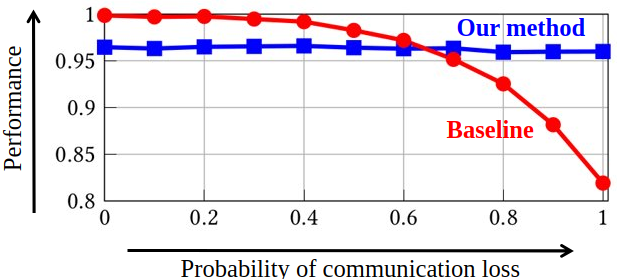 1
Our method
0.95
Performance
0.9
Baseline
0.85
0.8
0 0.2 0.4 0.6 0.8 1
Probability of communication loss